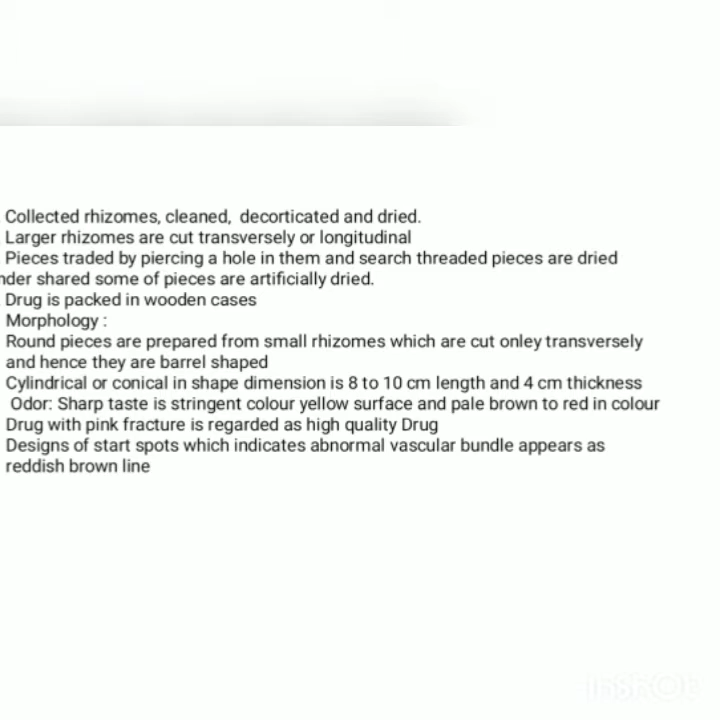 Collected rhizomes, cleaned, decorticated and dried.
Larger rhizomes are cut transversely or longitudinal
Pieces traded by piercing a hole in them and search threaded pieces are dried
nder shared some of pieces are artificially dried.
Drug is packed in wooden cases
Morphology :
Round pieces are prepared from small rhizomes which are cut onley transversely
and hence they are barrel shaped
Cylindrical or conical in shape dimension is 8 to 10 cm length and 4 cm thickness
Odor: Sharp taste is stringent colour yellow surface and pale brown to red in colour
Drug with pink fracture is regarded as high quality Drug
Designs of start spots which indicates abnormal vascular bundle appears as
reddish brown line